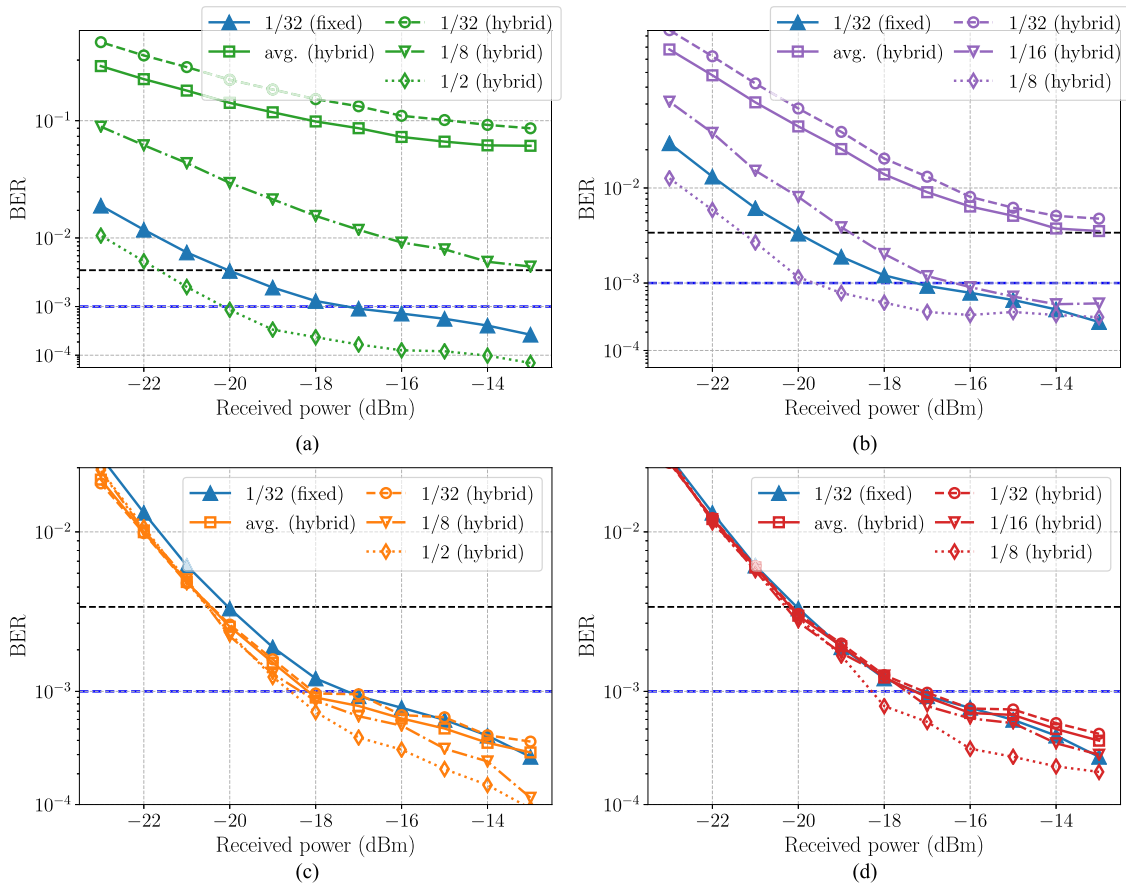 1/32 (fixed)
avg. (hybrid)
1/32 (hybrid)
1/8 (hybrid)
1/2 (hybrid)
BER
10⁻¹
10⁻²
10⁻³
10⁻⁴
−22 −20 −18 −16 −14
Received power (dBm)
(a)
1/32 (fixed)
avg. (hybrid)
1/32 (hybrid)
1/16 (hybrid)
1/8 (hybrid)
BER
10⁻²
10⁻³
10⁻⁴
−22 −20 −18 −16 −14
Received power (dBm)
(b)
1/32 (fixed)
avg. (hybrid)
1/32 (hybrid)
1/8 (hybrid)
1/2 (hybrid)
BER
10⁻²
10⁻³
10⁻⁴
−22 −20 −18 −16 −14
Received power (dBm)
(c)
1/32 (fixed)
avg. (hybrid)
1/32 (hybrid)
1/16 (hybrid)
1/8 (hybrid)
BER
10⁻²
10⁻³
10⁻⁴
−22 −20 −18 −16 −14
Received power (dBm)
(d)